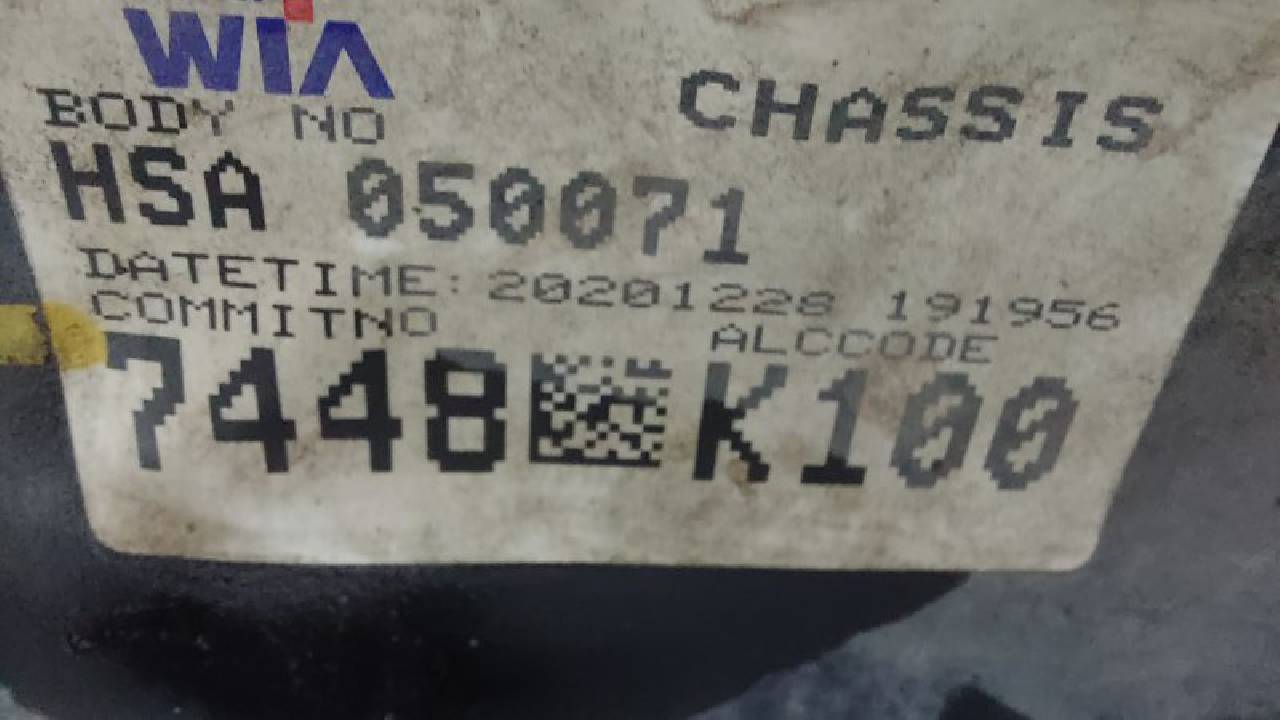 WIA
CHASSIS
BODY NO
HSA 050071
DATETIME: 20201228 191956
COMMITNO ALCCODE
7448 K100